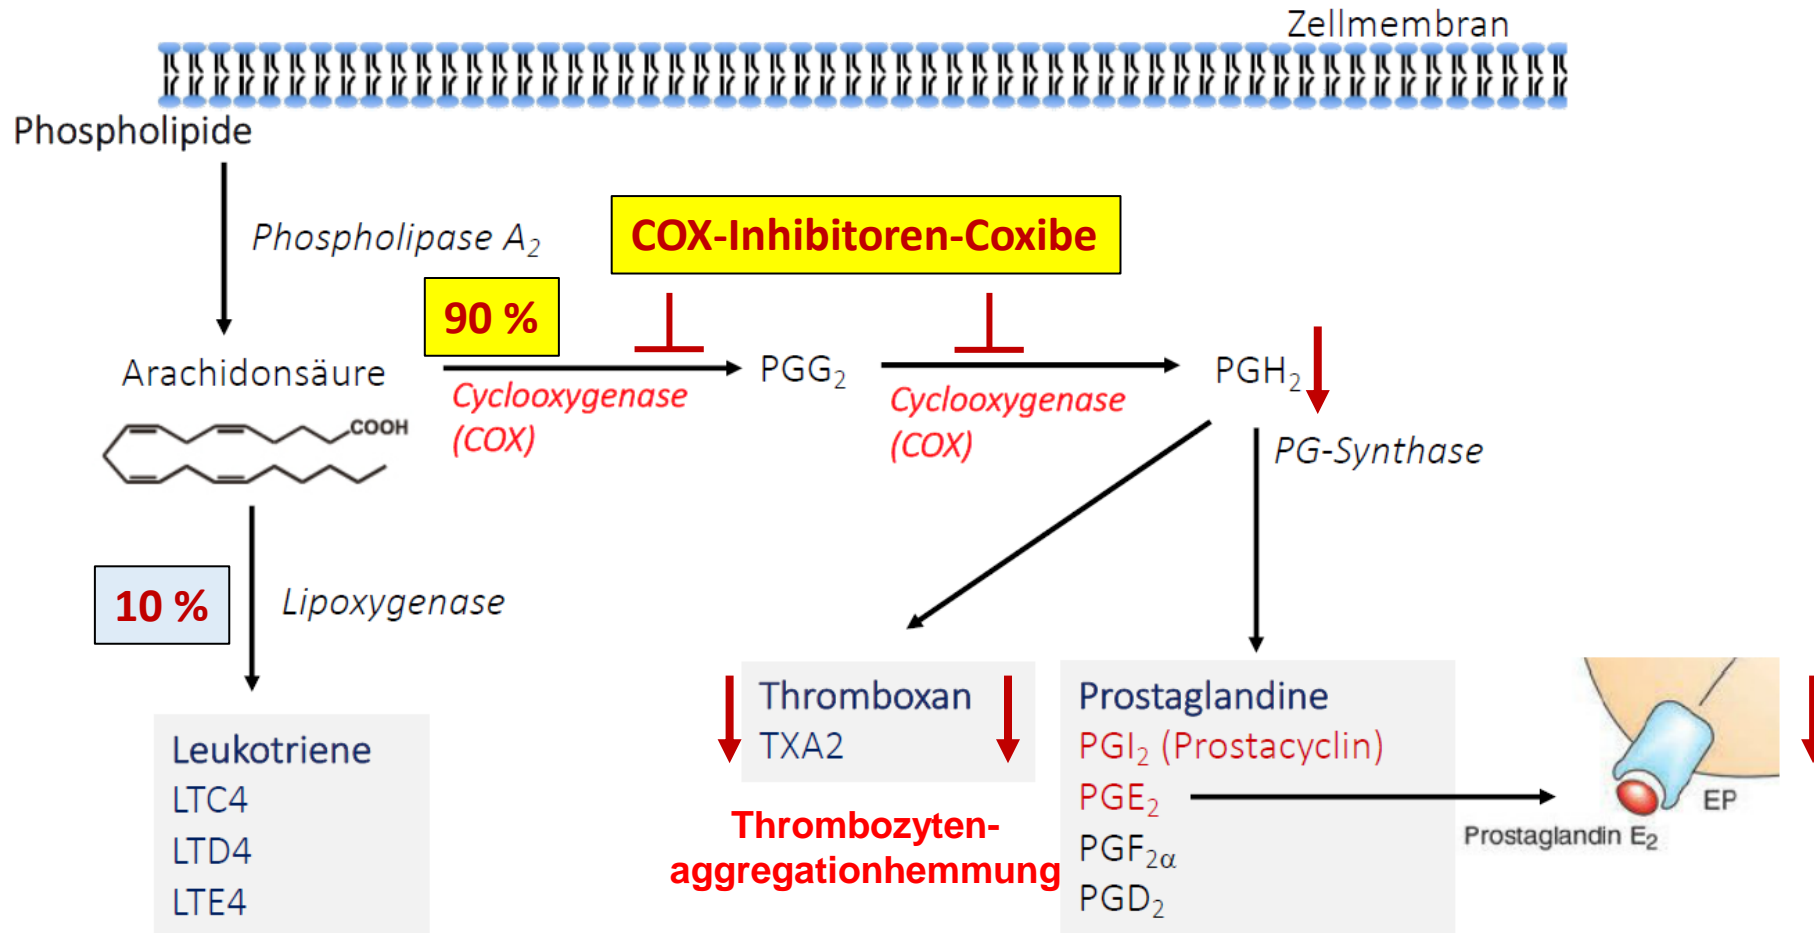 Zellmembran
Phospholipide
Phospholipase A₂
COX-Inhibitoren-Coxibe
90 %
Arachidonsäure
COOH
Cyclooxygenase
(COX)
PGG₂
Cyclooxygenase
(COX)
PGH₂
PG-Synthase
10 %
Lipoxygenase
Leukotriene
LTC4
LTD4
LTE4
Thromboxan
TXA2
Thrombozyten-
aggregationhemmung
Prostaglandine
PGI₂ (Prostacyclin)
PGE₂
PGF₂α
PGD₂
EP
Prostaglandin E₂